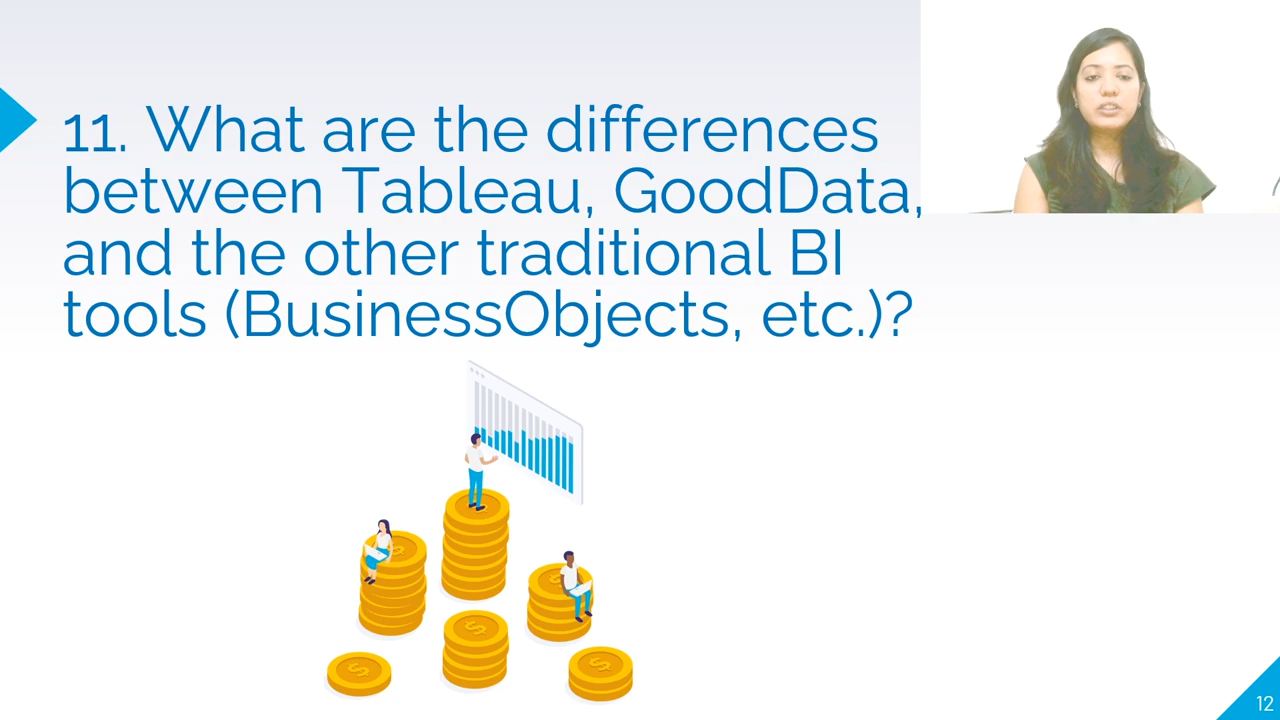 11. What are the differences
between Tableau, GoodData,
and the other traditional BI
tools (BusinessObjects, etc.)?
12